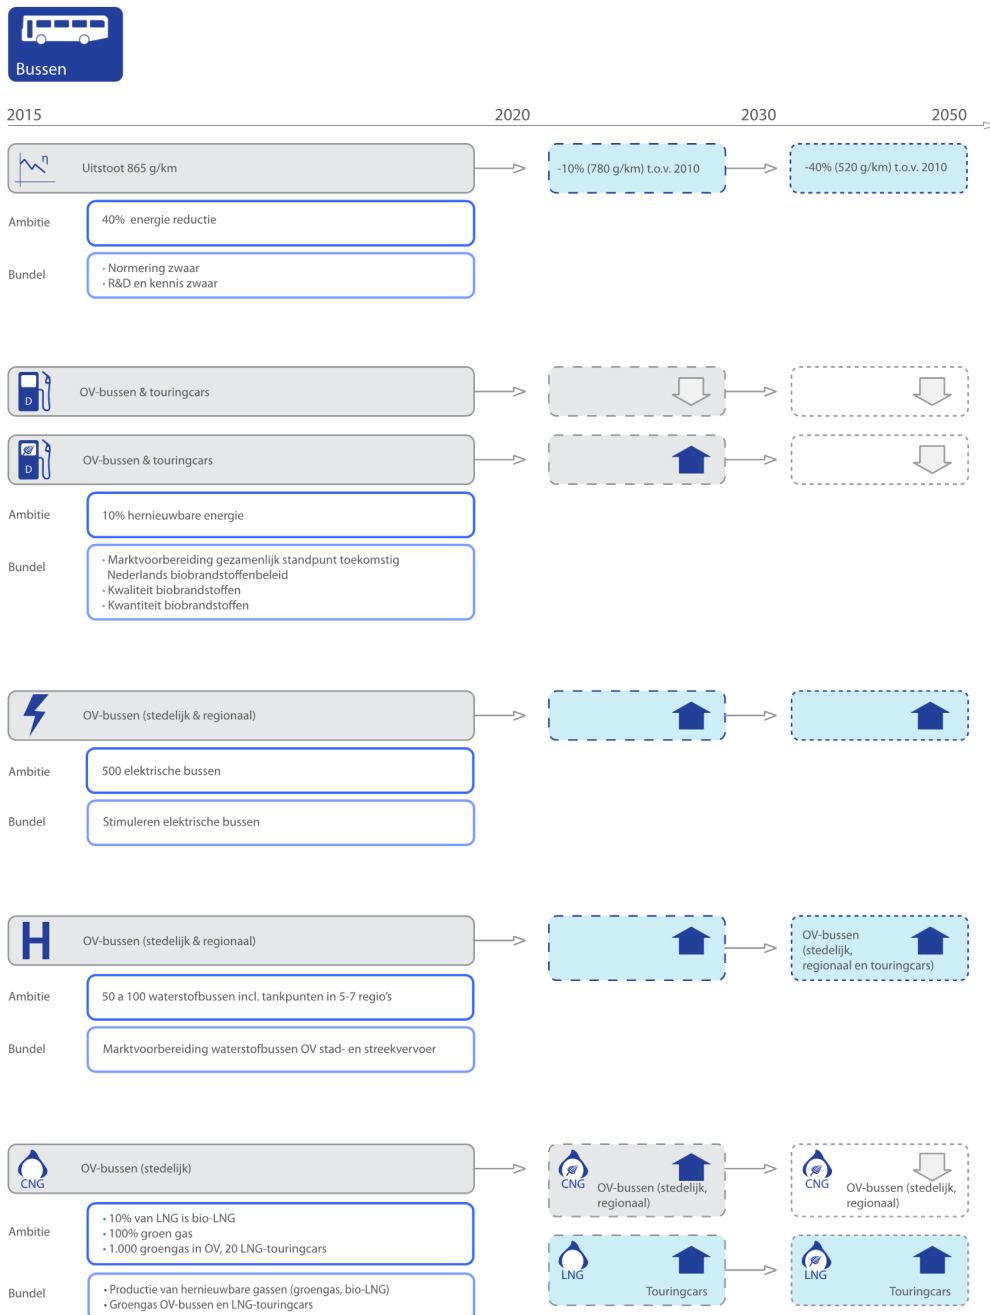 Bussen
2015 2020 2030 2050
η
Uitstoot 865 g/km
-10% (780 g/km) t.o.v. 2010
-40% (520 g/km) t.o.v. 2010
Ambitie
40% energie reductie
Bundel
• Normering zwaar
• R&D en kennis zwaar
D
OV-bussen & touringcars
D
OV-bussen & touringcars
Ambitie
10% hernieuwbare energie
Bundel
• Marktvoorbereiding gezamenlijk standpunt toekomstig
Nederlands biobrandstoffenbeleid
• Kwaliteit biobrandstoffen
• Kwantiteit biobrandstoffen
OV-bussen (stedelijk & regionaal)
Ambitie
500 elektrische bussen
Bundel
Stimuleren elektrische bussen
H
OV-bussen (stedelijk & regionaal)
OV-bussen
(stedelijk,
regionaal en touringcars)
Ambitie
50 a 100 waterstofbussen incl. tankpunten in 5-7 regio's
Bundel
Marktvoorbereiding waterstofbussen OV stad- en streekvervoer
CNG
OV-bussen (stedelijk)
CNG
OV-bussen (stedelijk,
regionaal)
CNG
OV-bussen (stedelijk,
regionaal)
Ambitie
• 10% van LNG is bio-LNG
• 100% groen gas
• 1.000 groengas in OV, 20 LNG-touringcars
LNG
Touringcars
LNG
Touringcars
Bundel
• Productie van hernieuwbare gassen (groengas, bio-LNG)
• Groengas OV-bussen en LNG-touringcars